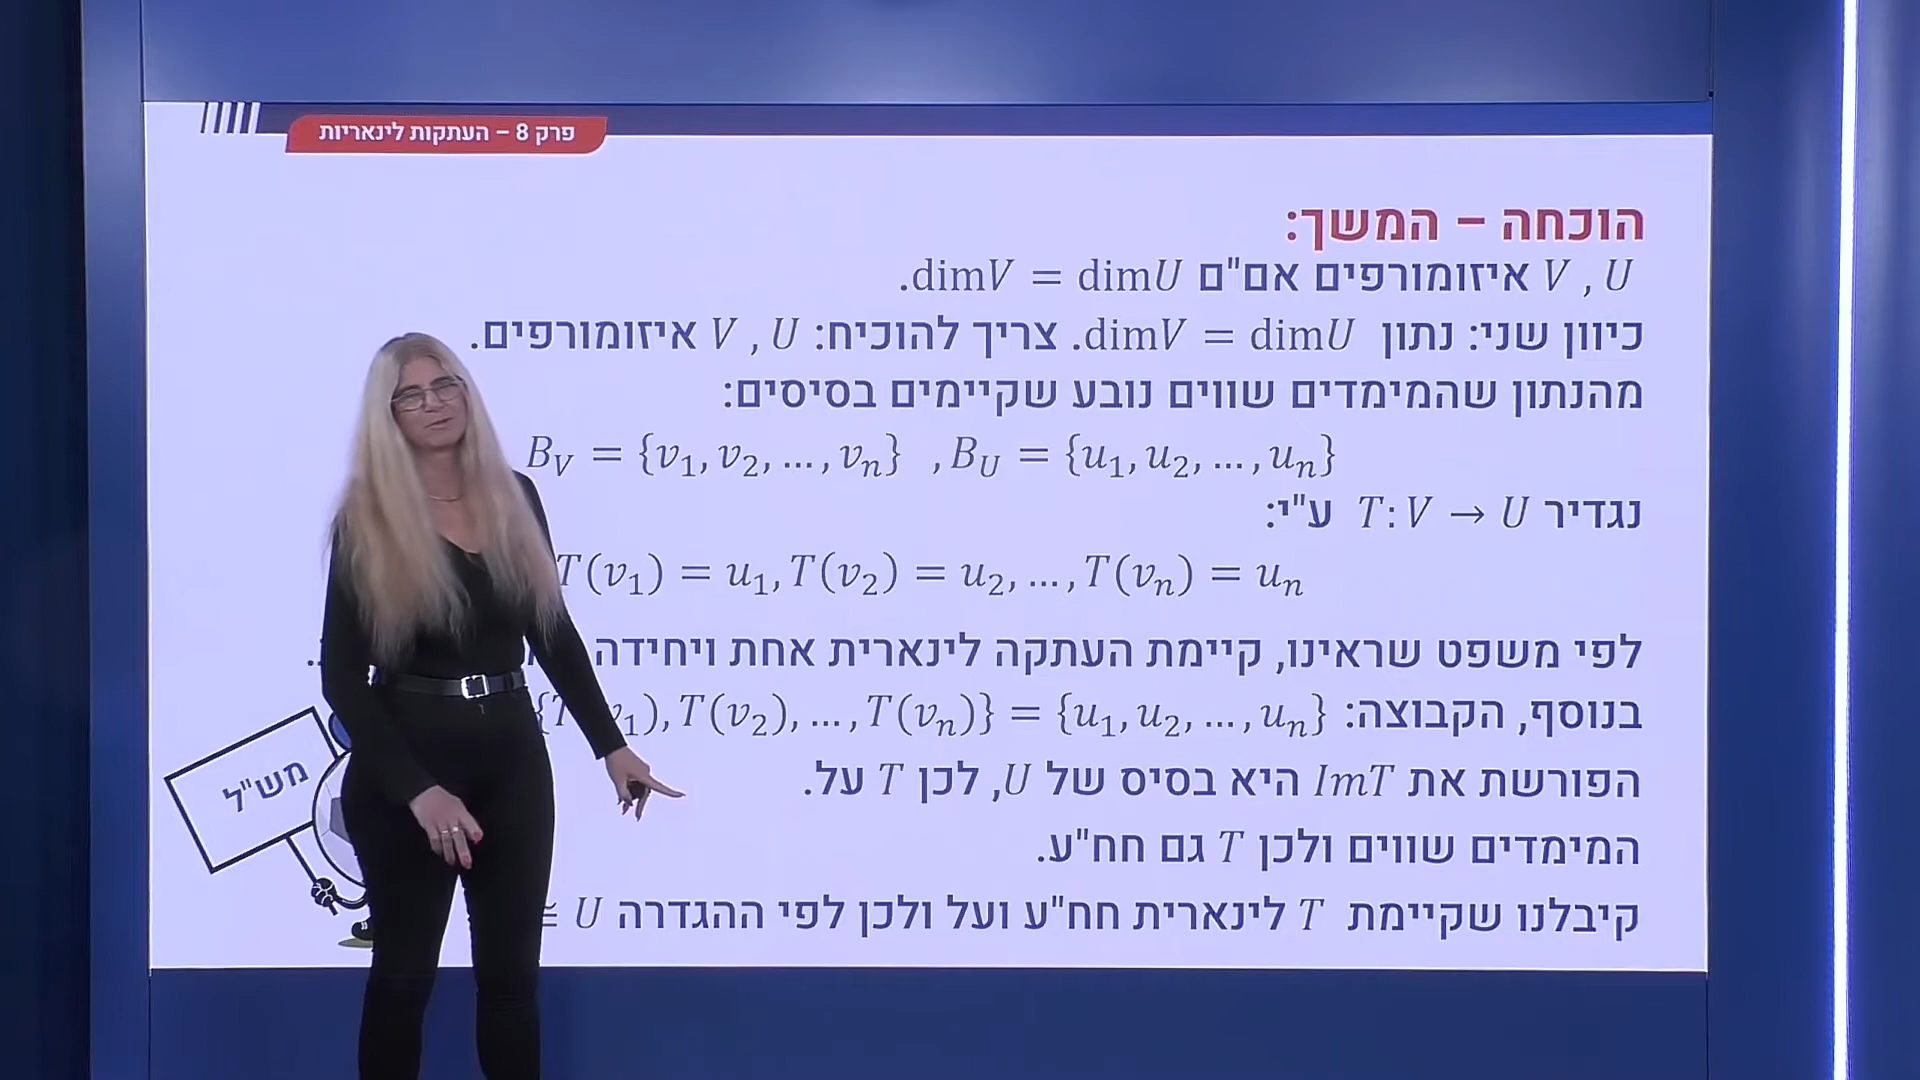 פרק 8 – העתקות לינאריות
הוכחה – המשך:
V , U איזומורפים אם"ם dimV = dimU.
כיוון שני: נתון dimV = dimU. צריך להוכיח: V , U איזומורפים.
מהנתון שהמימדים שווים נובע שקיימים בסיסים:
B_V = {v_1, v_2, ... , v_n} , B_U = {u_1, u_2, ... , u_n}
נגדיר T: V → U ע"י:
T(v_1) = u_1, T(v_2) = u_2, ... , T(v_n) = u_n
לפי משפט שראינו, קיימת העתקה לינארית אחת ויחידה
בנוסף, הקבוצה: {T(v_1), T(v_2), ... , T(v_n)} = {u_1, u_2, ... , u_n}
הפורשת את ImT היא בסיס של U, לכן T על.
המימדים שווים ולכן T גם חח"ע.
קיבלנו שקיימת T לינארית חח"ע ועל ולכן לפי ההגדרה ≅ U
מש"ל